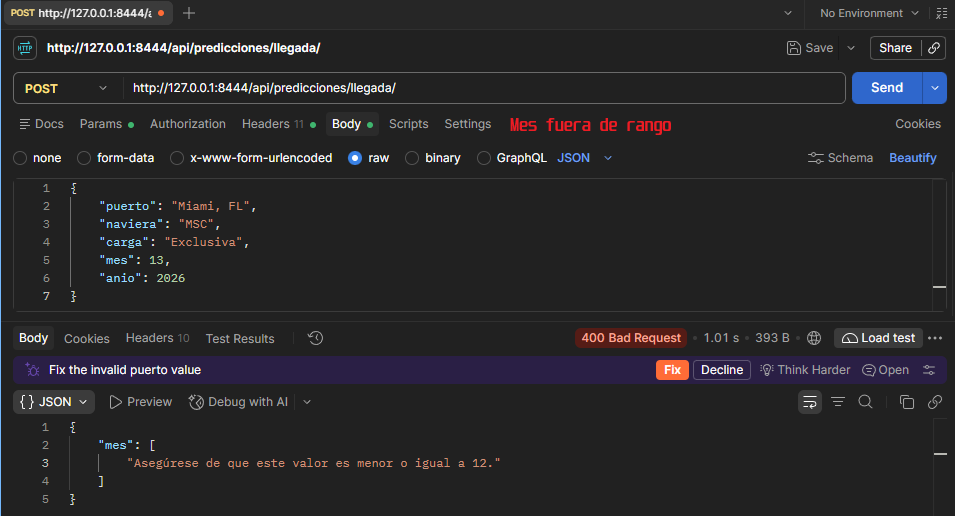 POST http://127.0.0.1:8444/a
No Environment
HTTP http://127.0.0.1:8444/api/predicciones/llegada/
Save
Share
POST
http://127.0.0.1:8444/api/predicciones/llegada/
Send
Docs Params Authorization Headers 11 Body Scripts Settings Mes fuera de rango Cookies
none form-data x-www-form-urlencoded raw binary GraphQL JSON Schema Beautify
1 {
2 "puerto": "Miami, FL",
3 "naviera": "MSC",
4 "carga": "Exclusiva",
5 "mes": 13,
6 "anio": 2026
7 }
Body Cookies Headers 10 Test Results 400 Bad Request 1.01 s 393 B Load test
Fix the invalid puerto value Fix Decline Think Harder Open
{} JSON Preview Debug with AI
1 {
2 "mes": [
3 "Asegúrese de que este valor es menor o igual a 12."
4 ]
5 }